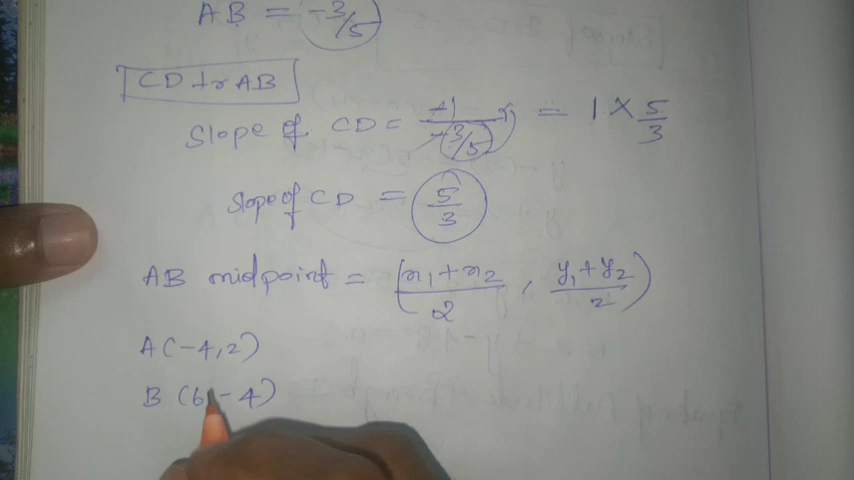 AB = -3/5
CD ⊥r AB
Slope of CD = -1/(-3/5) = 1 × 5/3
Slope of CD = 5/3
AB midpoint = (x1+x2/2, y1+y2/2)
A(-4,2)
B(6,-4)